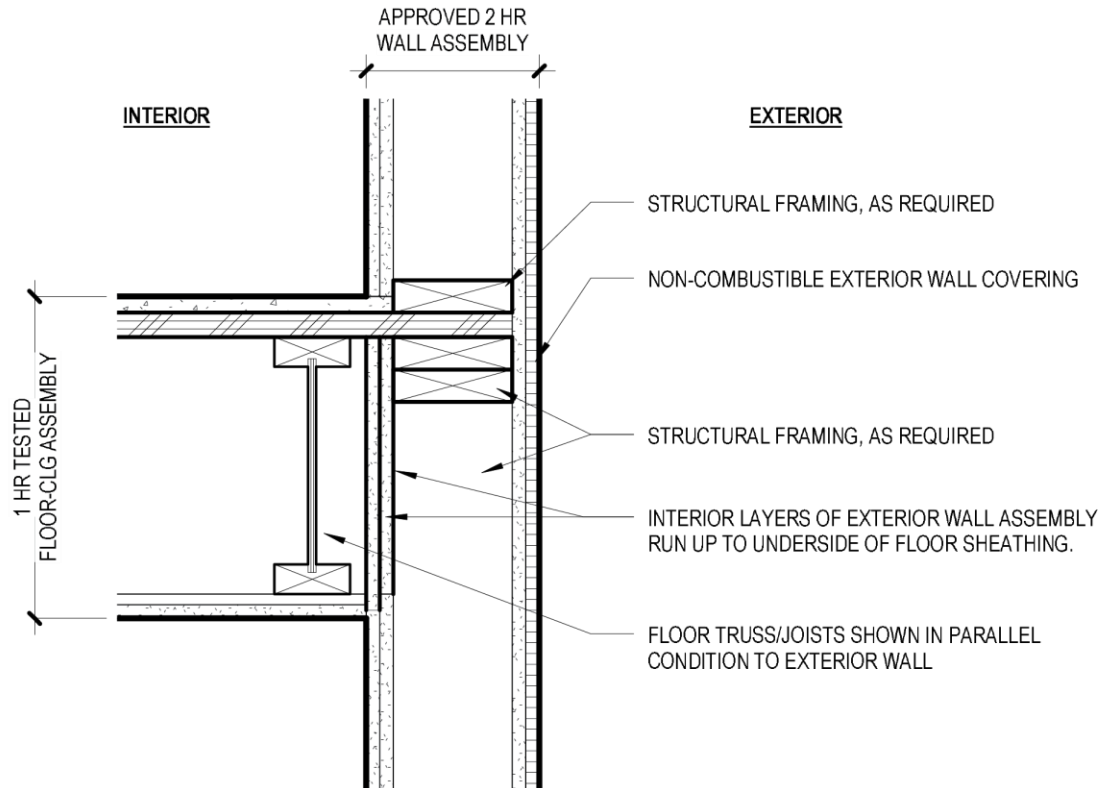 APPROVED 2 HR
WALL ASSEMBLY
INTERIOR
EXTERIOR
STRUCTURAL FRAMING, AS REQUIRED
NON-COMBUSTIBLE EXTERIOR WALL COVERING
1 HR TESTED
FLOOR-CLG ASSEMBLY
STRUCTURAL FRAMING, AS REQUIRED
INTERIOR LAYERS OF EXTERIOR WALL ASSEMBLY
RUN UP TO UNDERSIDE OF FLOOR SHEATHING.
FLOOR TRUSS/JOISTS SHOWN IN PARALLEL
CONDITION TO EXTERIOR WALL